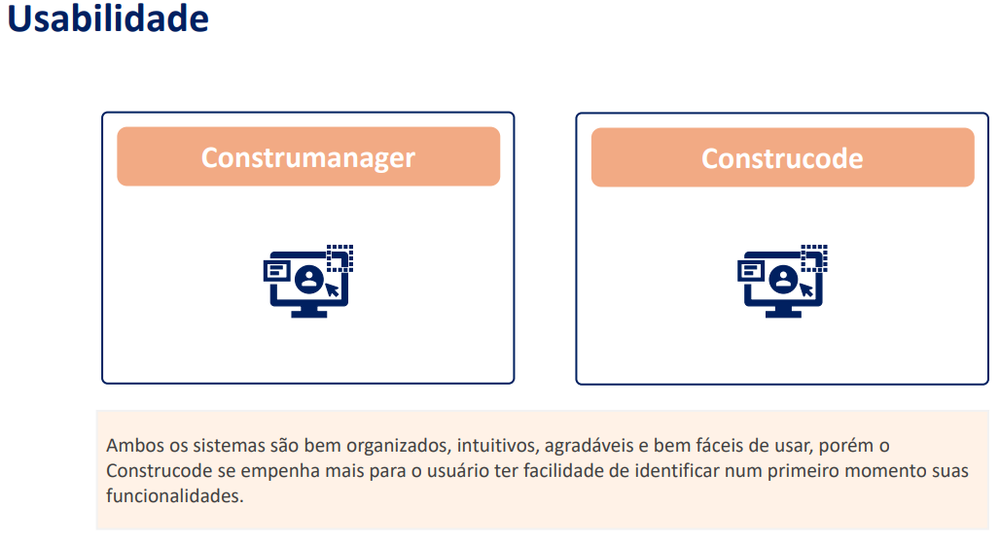 Usabilidade
Construmanager
Construcode
Ambos os sistemas são bem organizados, intuitivos, agradáveis e bem fáceis de usar, porém o
Construcode se empenha mais para o usuário ter facilidade de identificar num primeiro momento suas
funcionalidades.